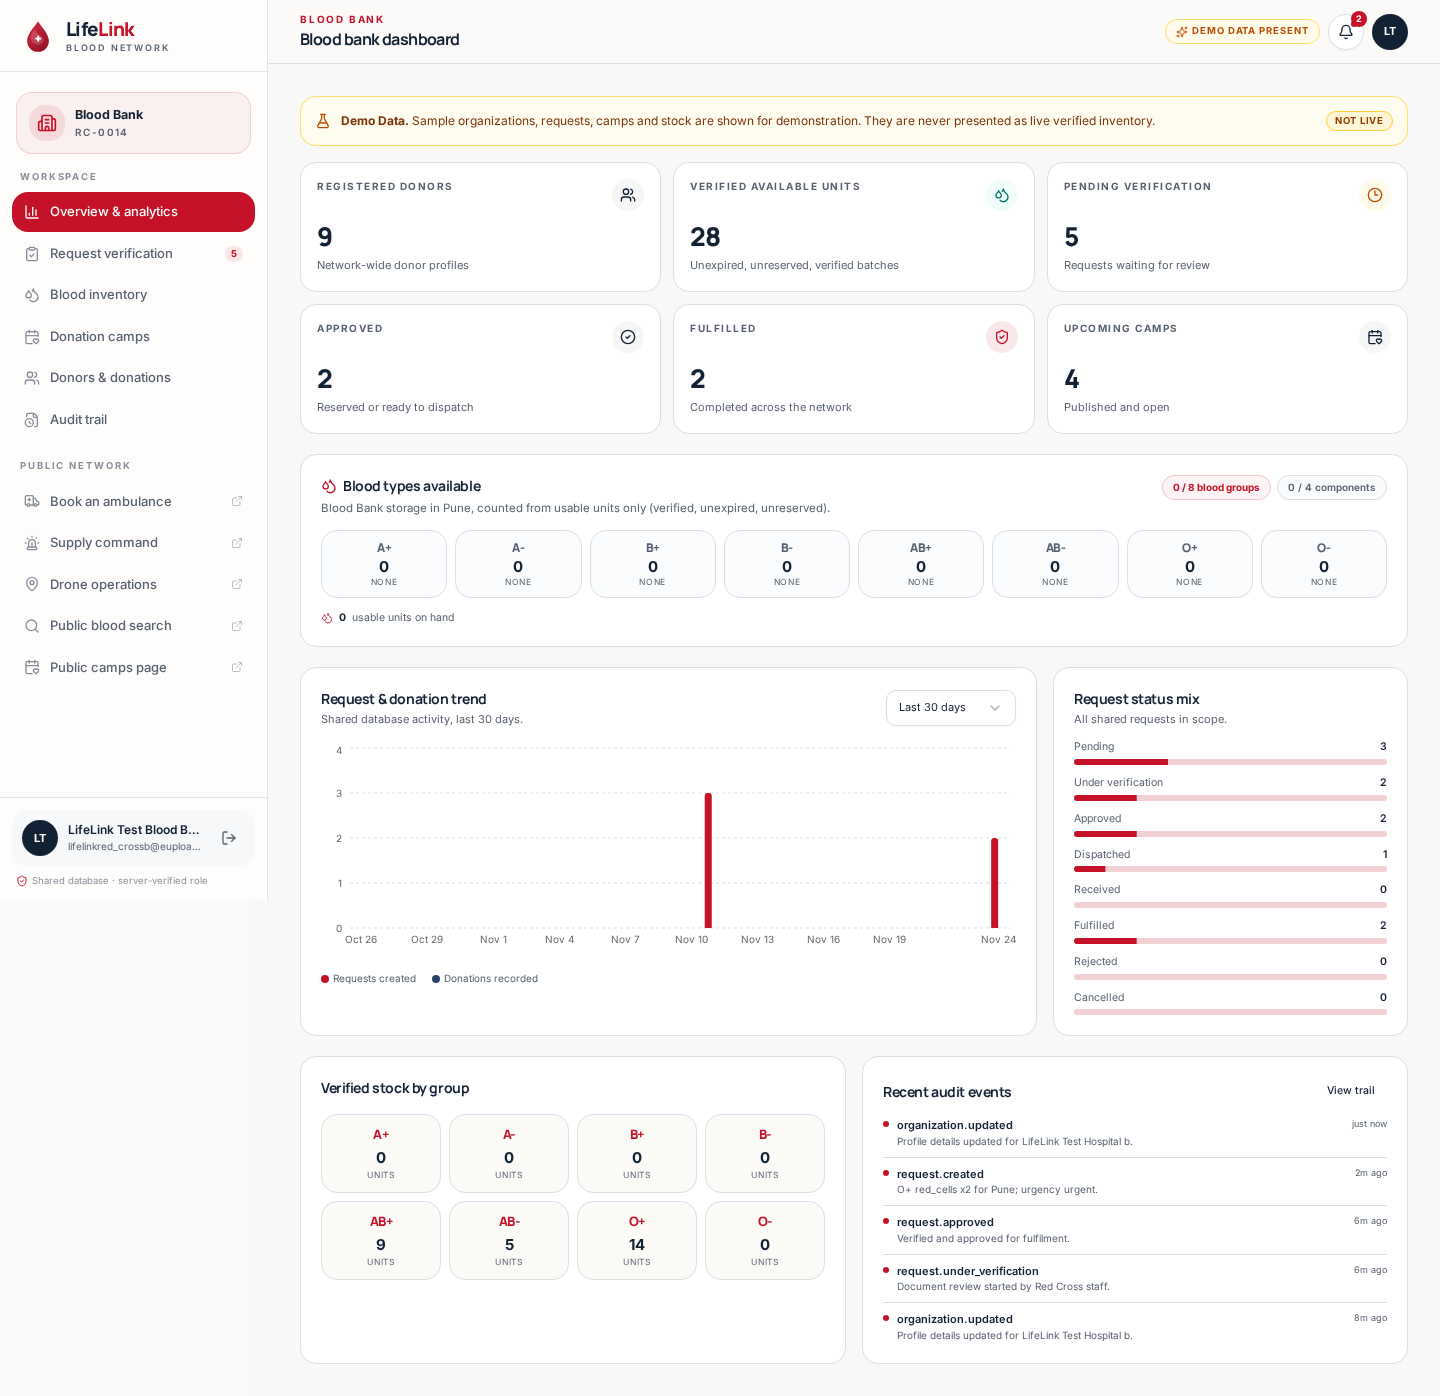 LifeLink
BLOOD NETWORK
Blood Bank
RC-0014
WORKSPACE
Overview & analytics
Request verification 5
Blood inventory
Donation camps
Donors & donations
Audit trail
PUBLIC NETWORK
Book an ambulance
Supply command
Drone operations
Public blood search
Public camps page
LT
LifeLink Test Blood B...
lifelinkred_crossb@euploa...
Shared database · server-verified role
BLOOD BANK
Blood bank dashboard
DEMO DATA PRESENT
2
LT
Demo Data. Sample organizations, requests, camps and stock are shown for demonstration. They are never presented as live verified inventory.
NOT LIVE
REGISTERED DONORS
9
Network-wide donor profiles
VERIFIED AVAILABLE UNITS
28
Unexpired, unreserved, verified batches
PENDING VERIFICATION
5
Requests waiting for review
APPROVED
2
Reserved or ready to dispatch
FULFILLED
2
Completed across the network
UPCOMING CAMPS
4
Published and open
Blood types available
0 / 8 blood groups
0 / 4 components
Blood Bank storage in Pune, counted from usable units only (verified, unexpired, unreserved).
A+ A- B+ B- AB+ AB- O+ O-
0 0 0 0 0 0 0 0
NONE NONE NONE NONE NONE NONE NONE NONE
0 usable units on hand
Request & donation trend
Shared database activity, last 30 days.
Last 30 days
4
3
2
1
0
Oct 26 Oct 29 Nov 1 Nov 4 Nov 7 Nov 10 Nov 13 Nov 16 Nov 19 Nov 24
Requests created Donations recorded
Request status mix
All shared requests in scope.
Pending 3
Under verification 2
Approved 2
Dispatched 1
Received 0
Fulfilled 2
Rejected 0
Cancelled 0
Verified stock by group
A+ A- B+ B-
0 0 0 0
UNITS UNITS UNITS UNITS
AB+ AB- O+ O-
9 5 14 0
UNITS UNITS UNITS UNITS
Recent audit events
View trail
organization.updated just now
Profile details updated for LifeLink Test Hospital b.
request.created 2m ago
O+ red_cells x2 for Pune; urgency urgent.
request.approved 6m ago
Verified and approved for fulfilment.
request.under_verification 6m ago
Document review started by Red Cross staff.
organization.updated 8m ago
Profile details updated for LifeLink Test Hospital b.